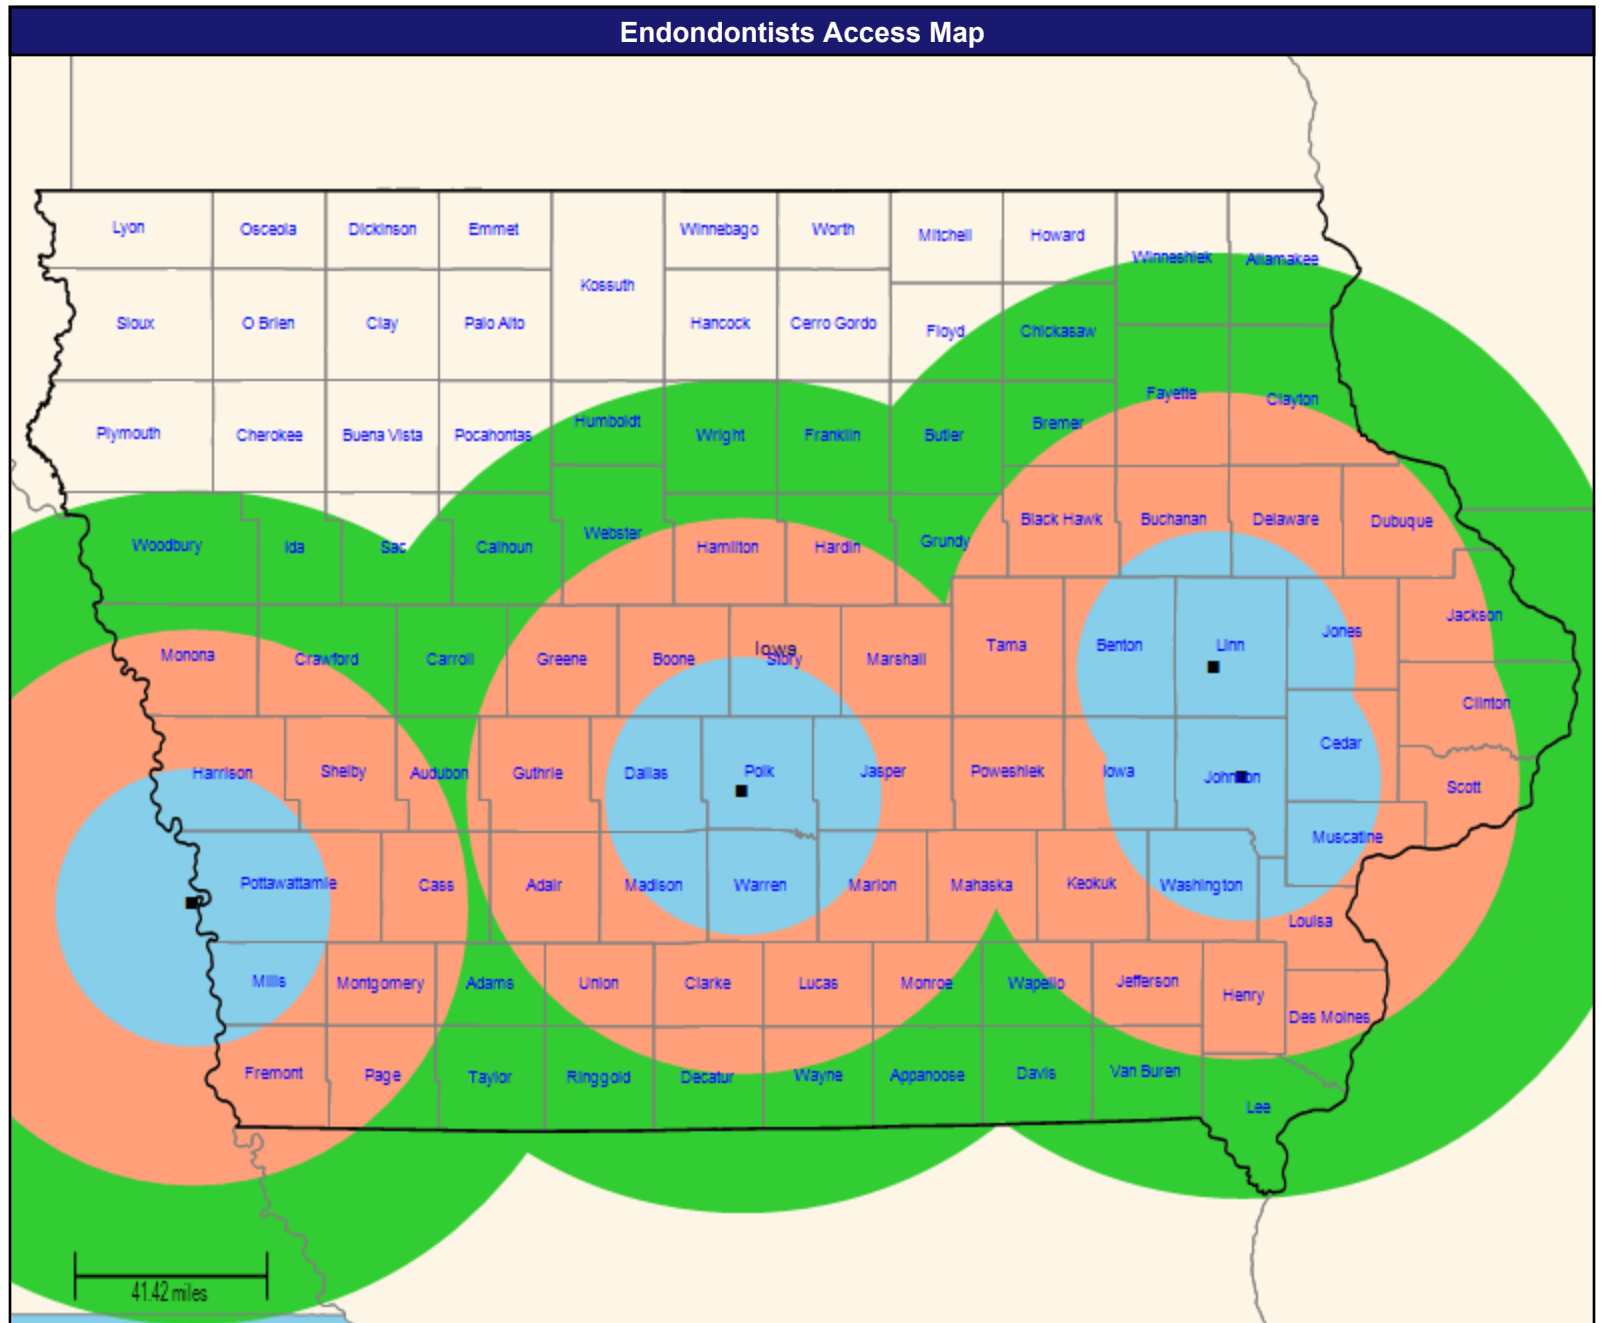 Endondontists Access Map
Lyon
Osceola
Dickinson
Emmet
Winnebago
Worth
Mitchell
Howard
Winneshiek
Allamakee
Kossuth
Sioux
O Brien
Clay
Palo Alto
Hancock
Cerro Gordo
Floyd
Chickasaw
Fayette
Clayton
Plymouth
Cherokee
Buena Vista
Pocahontas
Humboldt
Wright
Franklin
Butler
Bremer
Black Hawk
Buchanan
Delaware
Dubuque
Woodbury
Ida
Sac
Calhoun
Webster
Hamilton
Hardin
Grundy
Jackson
Monona
Crawford
Carroll
Greene
Boone
Iowa
Story
Marshall
Tama
Benton
Linn
Jones
Clinton
Harrison
Shelby
Audubon
Guthrie
Dallas
Polk
Jasper
Poweshiek
Iowa
Johnson
Cedar
Scott
Muscatine
Pottawattamie
Cass
Adair
Madison
Warren
Marion
Mahaska
Keokuk
Washington
Louisa
Mills
Montgomery
Adams
Union
Clarke
Lucas
Monroe
Wapello
Jefferson
Henry
Des Moines
Fremont
Page
Taylor
Ringgold
Decatur
Wayne
Appanoose
Davis
Van Buren
Lee
41.42 miles